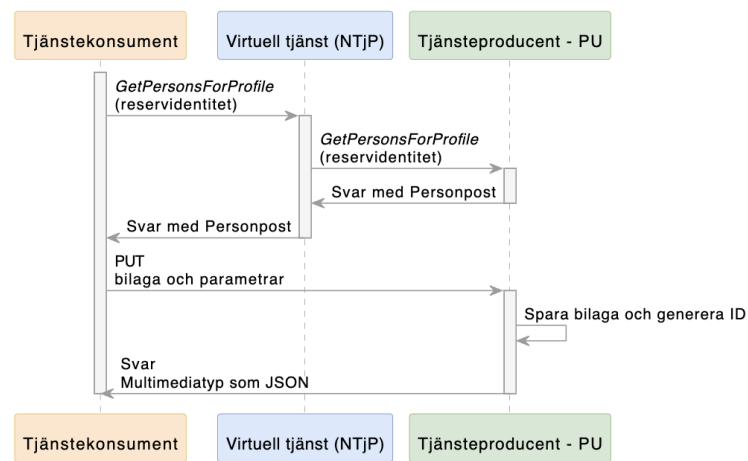 Tjänstekonsument
Virtuell tjänst (NTjP)
Tjänsteproducent - PU
GetPersonsForProfile
(reservidentitet)
GetPersonsForProfile
(reservidentitet)
Svar med Personpost
Svar med Personpost
PUT
bilaga och parametrar
Spara bilaga och generera ID
Svar
Multimediatyp som JSON
Tjänstekonsument
Virtuell tjänst (NTjP)
Tjänsteproducent - PU